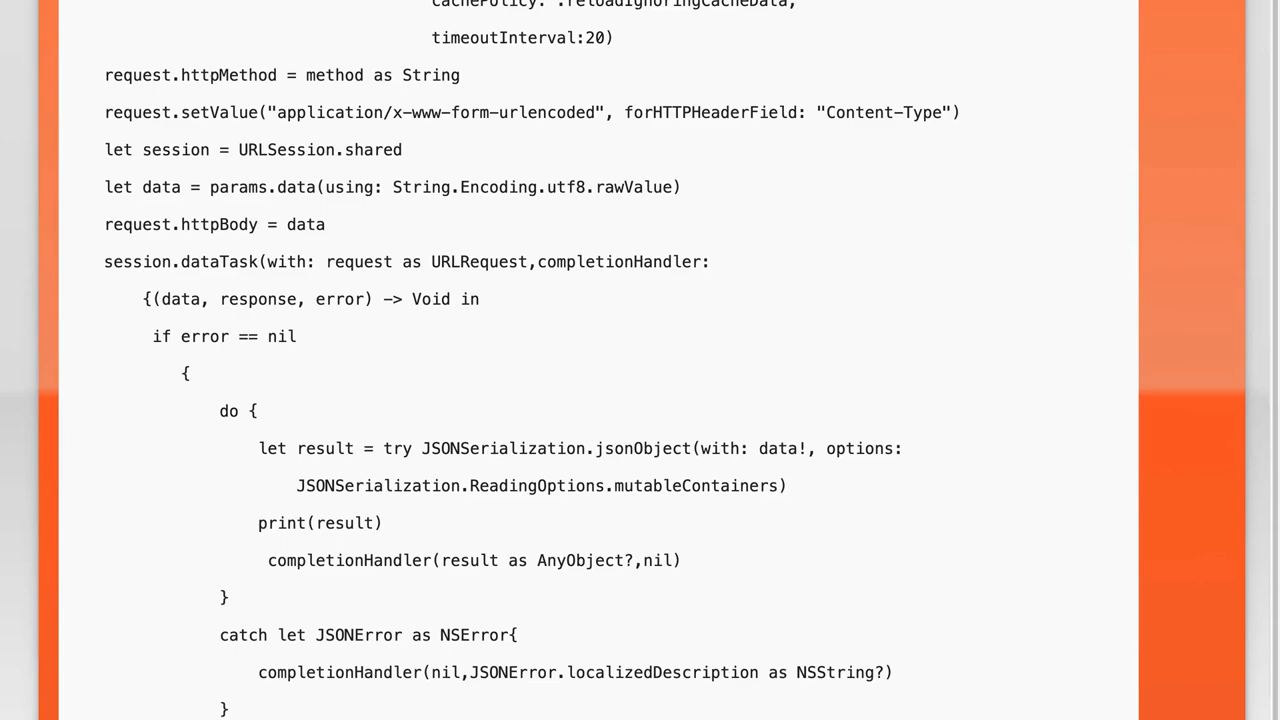 cachePolicy: .reloadIgnoringCacheData,
timeoutInterval:20)
request.httpMethod = method as String
request.setValue("application/x-www-form-urlencoded", forHTTPHeaderField: "Content-Type")
let session = URLSession.shared
let data = params.data(using: String.Encoding.utf8.rawValue)
request.httpBody = data
session.dataTask(with: request as URLRequest,completionHandler:
{(data, response, error) -> Void in
if error == nil
{
do {
let result = try JSONSerialization.jsonObject(with: data!, options:
JSONSerialization.ReadingOptions.mutableContainers)
print(result)
completionHandler(result as AnyObject?,nil)
}
catch let JSONError as NSError{
completionHandler(nil,JSONError.localizedDescription as NSString?)
}